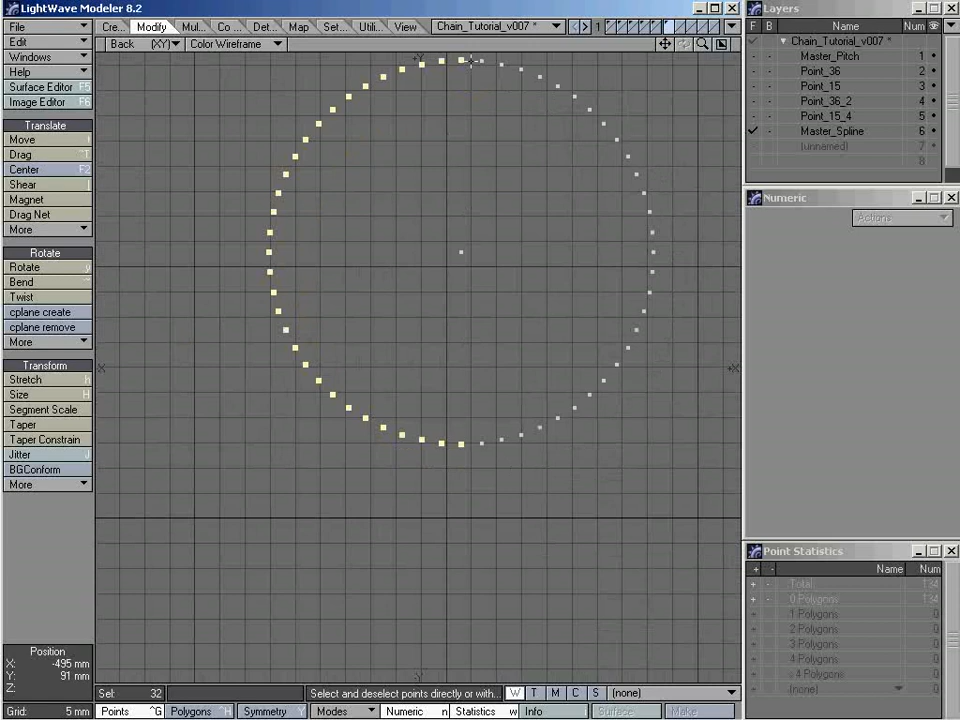 LightWave Modeler 8.2
File
Edit
Windows
Help
Surface Editor F5
Image Editor F6
Cre... Modify Mul... Co ... Det... Map Set... Utili... View Chain_Tutorial_v007 * 1
Back (XY) Color Wireframe
Translate
Move t
Drag ^T
Center F2
Shear [
Magnet :
Drag Net ;
More
Rotate
Rotate y
Bend ~
Twist
cplane create
cplane remove
More
Transform
Stretch h
Size H
Segment Scale
Taper
Taper Constrain
Jitter J
BGConform
More
+Y
-X
+X
-Y
Position
X: -495 mm
Y: 91 mm
Z:
Grid: 5 mm
Sel: 32 Select and deselect points directly or with... W T M C S (none)
Points ^G Polygons ^H Symmetry Y Modes Numeric n Statistics w Info Surface Make
Layers
F B Name Num
Chain_Tutorial_v007 *
Master_Pitch 1
Point_36 2
Point_15 3
Point_36_2 4
Point_15_4 5
Master_Spline 6
(unnamed) 7
8
Numeric
Actions
Point Statistics
+ - Name Num
+ - Total:
+ - 0 Polygons
+ - 1 Polygons 0
+ - 2 Polygons 0
+ - 3 Polygons 0
+ - 4 Polygons 0
+ - >4 Polygons 0
+ - (none) 0